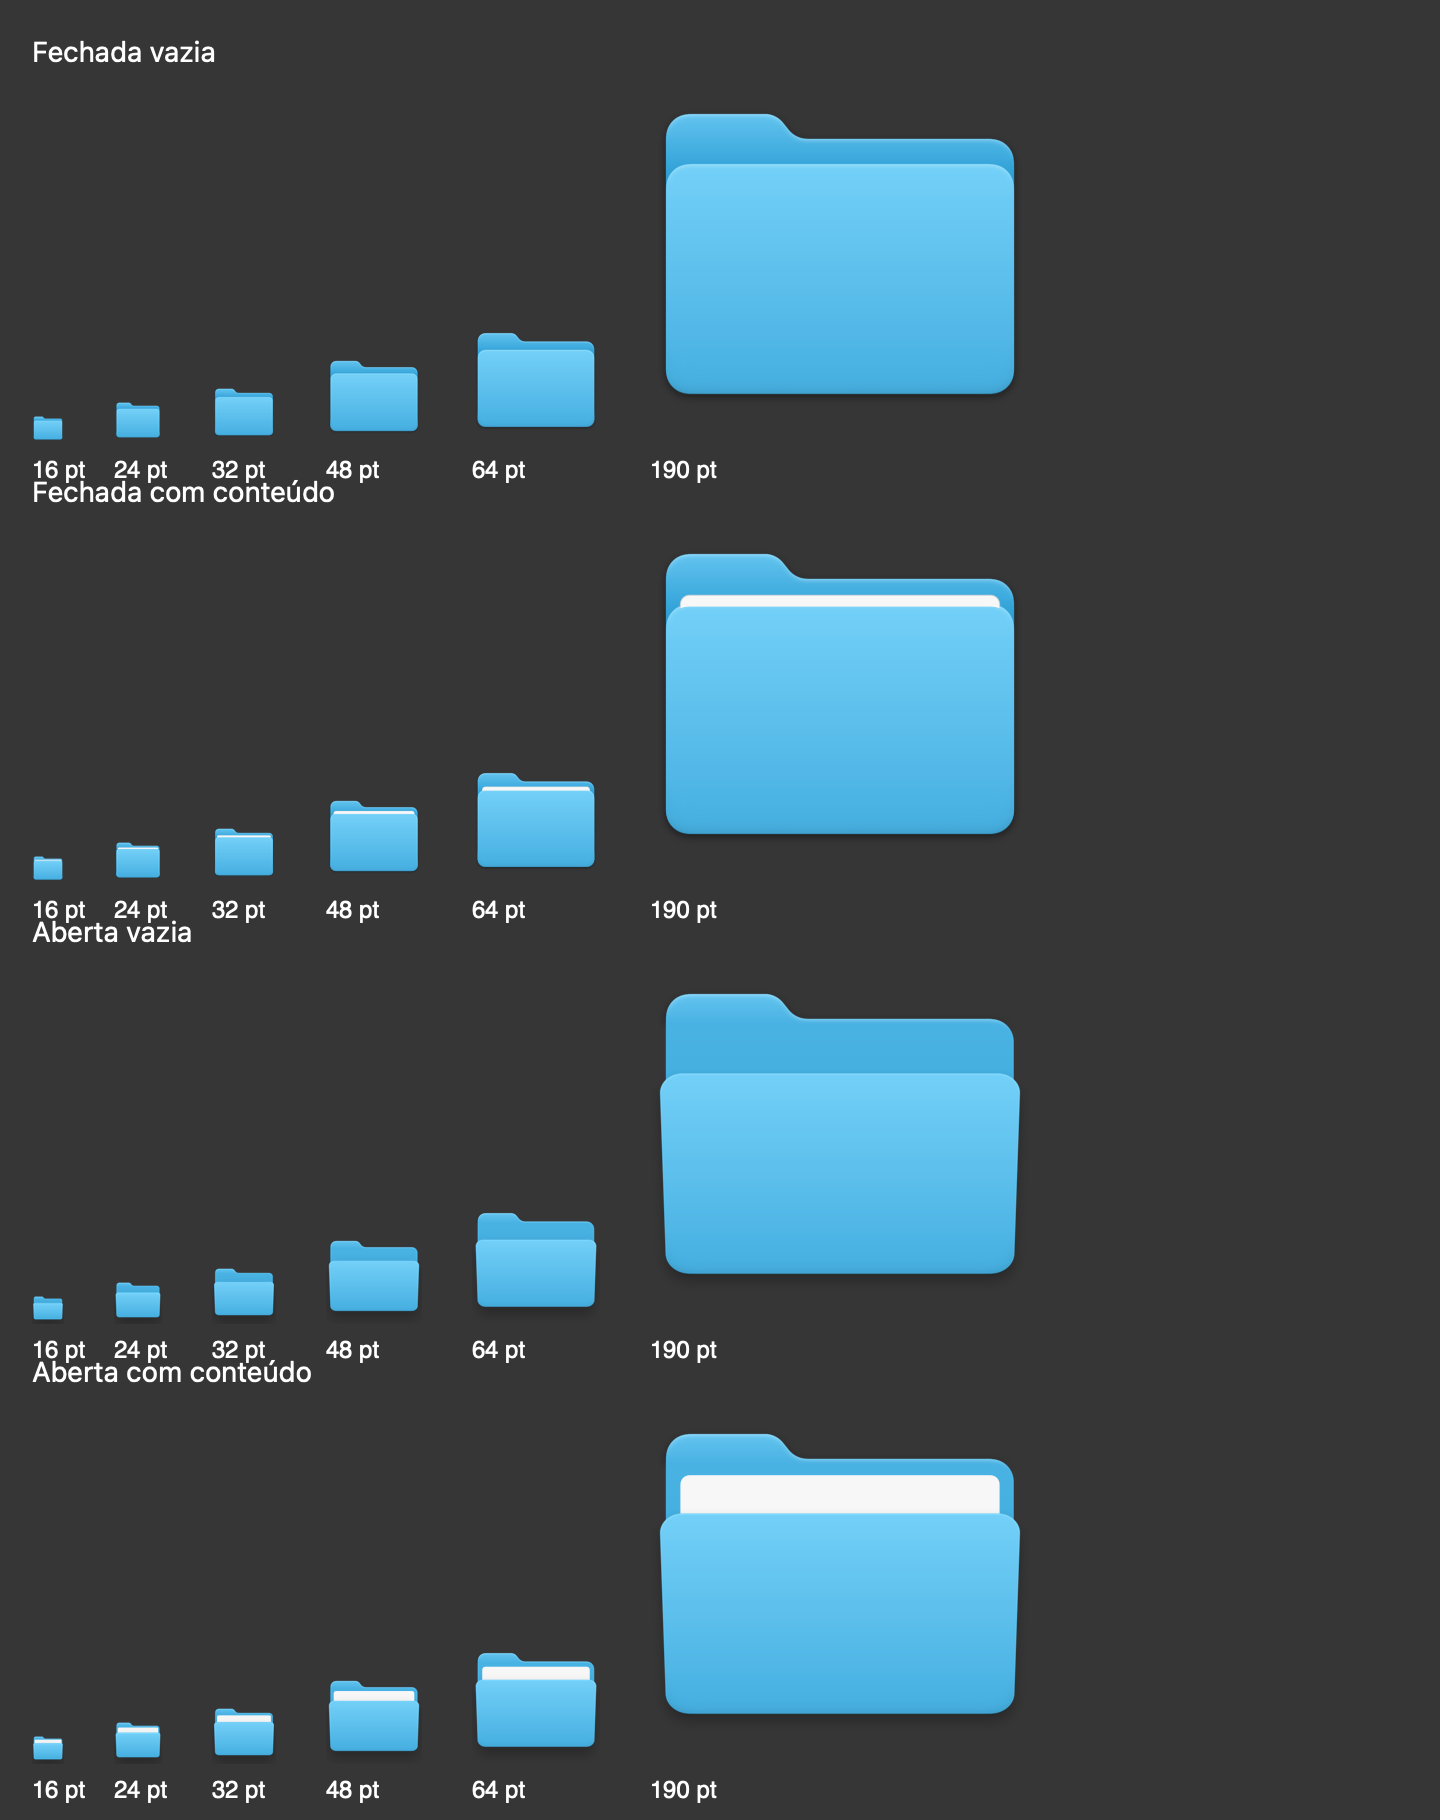 Fechada vazia
16 pt 24 pt 32 pt 48 pt 64 pt 190 pt
Fechada com conteúdo
16 pt 24 pt 32 pt 48 pt 64 pt 190 pt
Aberta vazia
16 pt 24 pt 32 pt 48 pt 64 pt 190 pt
Aberta com conteúdo
16 pt 24 pt 32 pt 48 pt 64 pt 190 pt